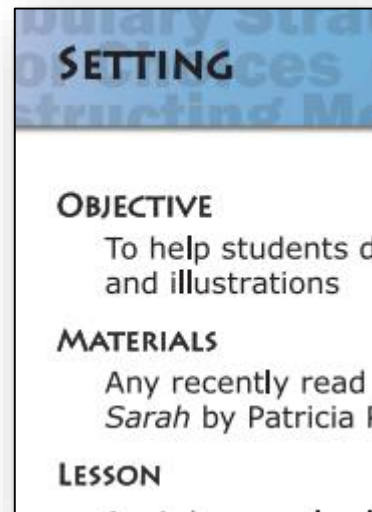 SETTING
OBJECTIVE
To help students d
and illustrations
MATERIALS
Any recently read
Sarah by Patricia
LESSON